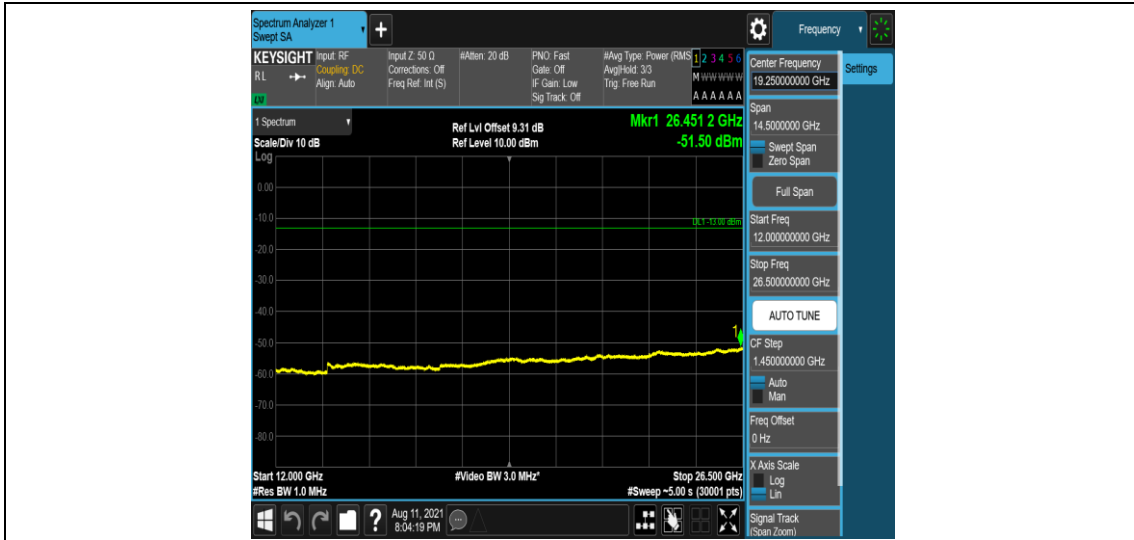 Spectrum Analyzer 1
Swept SA
+
Frequency
KEYSIGHT
RL
Input: RF
Coupling: DC
Align: Auto
Input Z: 50 Ω
Corrections: Off
Freq Ref: Int (S)
#Atten: 20 dB
PNO: Fast
Gate: Off
IF Gain: Low
Sig Track: Off
#Avg Type: Power (RMS
Avg|Hold: 3/3
Trig: Free Run
1 2 3 4 5 6
M W W W W W
A A A A A A
1 Spectrum
Scale/Div 10 dB
Log
Ref Lvl Offset 9.31 dB
Ref Level 10.00 dBm
Mkr1 26.451 2 GHz
-51.50 dBm
0.00
-10.0
DL1 -13.00 dBm
-20.0
-30.0
-40.0
1
-50.0
-60.0
-70.0
-80.0
Start 12.000 GHz
#Video BW 3.0 MHz*
Stop 26.500 GHz
#Res BW 1.0 MHz
#Sweep ~5.00 s (30001 pts)
Center Frequency
19.250000000 GHz
Settings
Span
14.5000000 GHz
Swept Span
Zero Span
Full Span
Start Freq
12.000000000 GHz
Stop Freq
26.500000000 GHz
AUTO TUNE
CF Step
1.450000000 GHz
Auto
Man
Freq Offset
0 Hz
X Axis Scale
Log
Lin
Signal Track
(Span Zoom)
?
Aug 11, 2021
8:04:19 PM